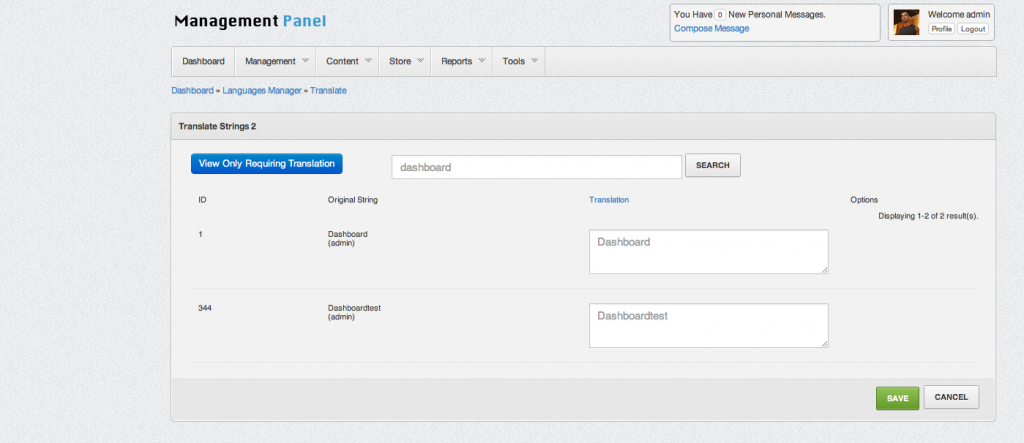 Management Panel
You Have 0 New Personal Messages.
Compose Message
Welcome admin
Profile Logout
Dashboard Management Content Store Reports Tools
Dashboard » Languages Manager » Translate
Translate Strings 2
View Only Requiring Translation dashboard SEARCH
ID Original String Translation Options
Displaying 1-2 of 2 result(s).
1 Dashboard Dashboard
(admin)
344 Dashboardtest Dashboardtest
(admin)
SAVE CANCEL